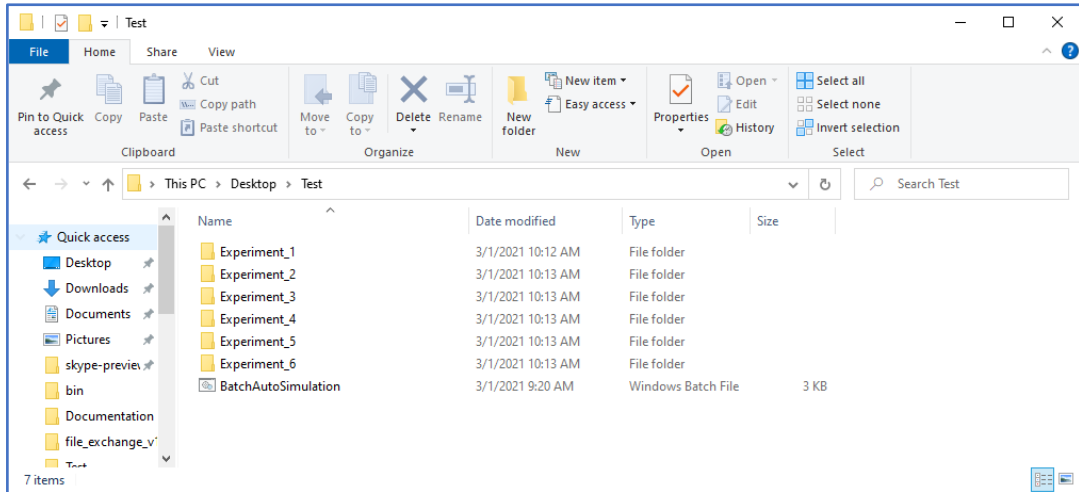 Test
File Home Share View
Pin to Quick access
Copy
Paste
Cut
Copy path
Paste shortcut
Clipboard
Move to
Copy to
Delete
Rename
Organize
New folder
New item
Easy access
New
Properties
Open
Edit
History
Open
Select all
Select none
Invert selection
Select
This PC > Desktop > Test
Search Test
Name Date modified Type Size
Quick access
Desktop
Downloads
Documents
Pictures
skype-previev
bin
Documentation
file_exchange_v
Test
Experiment_1 3/1/2021 10:12 AM File folder
Experiment_2 3/1/2021 10:13 AM File folder
Experiment_3 3/1/2021 10:13 AM File folder
Experiment_4 3/1/2021 10:13 AM File folder
Experiment_5 3/1/2021 10:13 AM File folder
Experiment_6 3/1/2021 10:13 AM File folder
BatchAutoSimulation 3/1/2021 9:20 AM Windows Batch File 3 KB
7 items